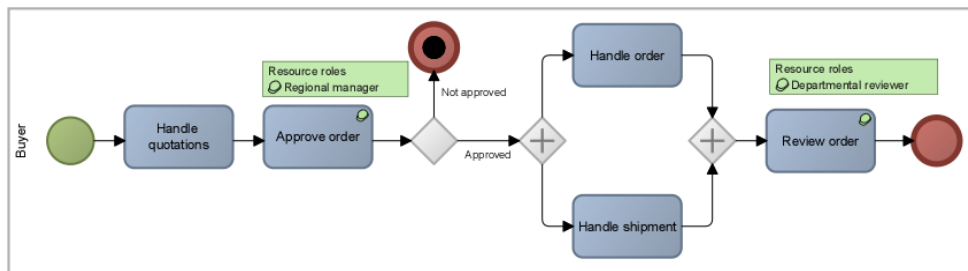 Buyer
Handle
quotations
Resource roles
Regional manager
Approve order
Not approved
Approved
Handle order
Handle shipment
Resource roles
Departmental reviewer
Review order